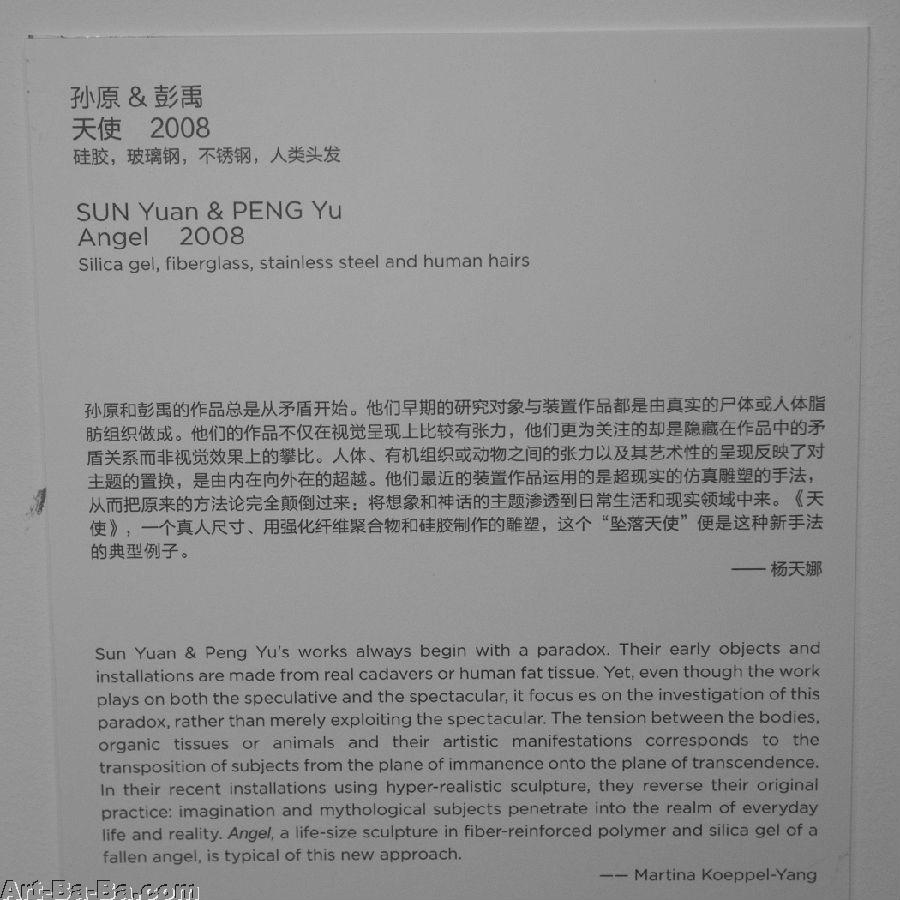 孙原 & 彭禹
天使 2008
硅胶，玻璃钢，不锈钢，人类头发
SUN Yuan & PENG Yu
Angel 2008
Silica gel, fiberglass, stainless steel and human hairs
孙原和彭禹的作品总是从矛盾开始。他们早期的研究对象与装置作品都是由真实的尸体或人体脂
肪组织做成。他们的作品不仅在视觉呈现上比较有张力，他们更为关注的却是隐藏在作品中的矛
盾关系而非视觉效果上的攀比。人体、有机组织或动物之间的张力以及其艺术性的呈现反映了对
主题的置换，是由内在向外在的超越。他们最近的装置作品运用的是超现实的仿真雕塑的手法，
从而把原来的方法论完全颠倒过来：将想象和神话的主题渗透到日常生活和现实领域中来。《天
使》，一个真人尺寸、用强化纤维聚合物和硅胶制作的雕塑，这个“坠落天使”便是这种新手法
的典型例子。
—— 杨天娜
Sun Yuan & Peng Yu's works always begin with a paradox. Their early objects and
installations are made from real cadavers or human fat tissue. Yet, even though the work
plays on both the speculative and the spectacular, it focus es on the investigation of this
paradox, rather than merely exploiting the spectacular. The tension between the bodies,
organic tissues or animals and their artistic manifestations corresponds to the
transposition of subjects from the plane of immanence onto the plane of transcendence.
In their recent installations using hyper-realistic sculpture, they reverse their original
practice: imagination and mythological subjects penetrate into the realm of everyday
life and reality. Angel, a life-size sculpture in fiber-reinforced polymer and silica gel of a
fallen angel, is typical of this new approach.
—— Martina Koeppel-Yang
Art-Ba-Ba.com